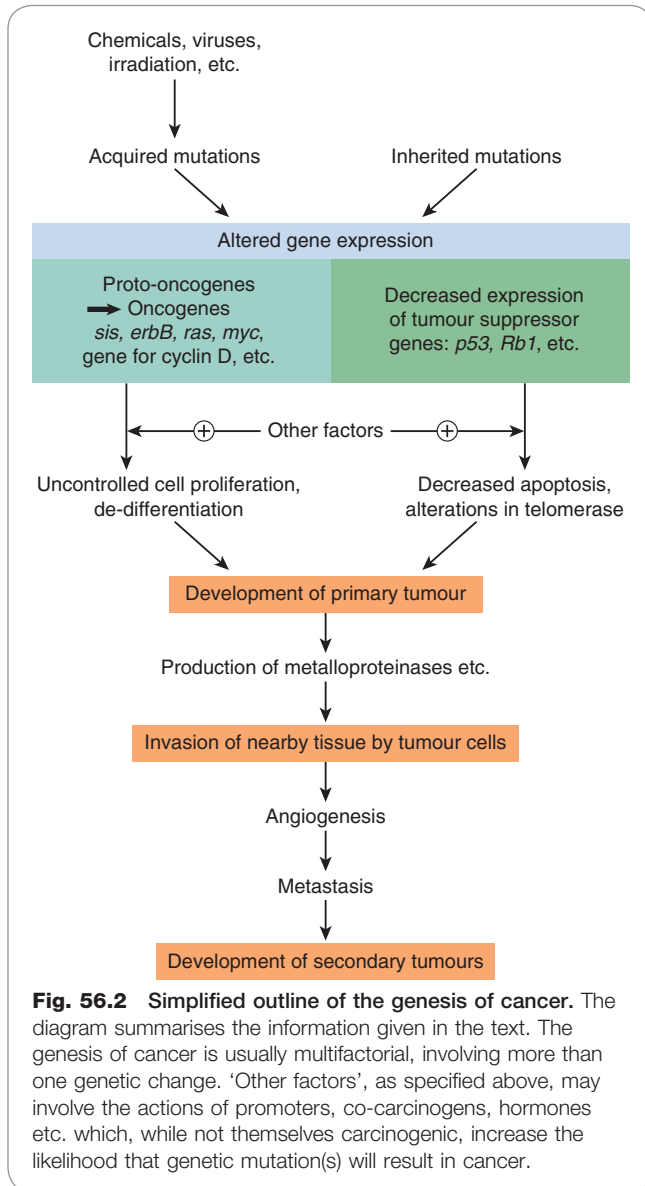 Chemicals, viruses,
irradiation, etc.
Acquired mutations
Inherited mutations
Altered gene expression
Proto-oncogenes
➡ Oncogenes
sis, erbB, ras, myc,
gene for cyclin D, etc.
Decreased expression
of tumour suppressor
genes: p53, Rb1, etc.
+ Other factors +
Uncontrolled cell proliferation,
de-differentiation
Decreased apoptosis,
alterations in telomerase
Development of primary tumour
Production of metalloproteinases etc.
Invasion of nearby tissue by tumour cells
Angiogenesis
Metastasis
Development of secondary tumours
Fig. 56.2 Simplified outline of the genesis of cancer. The
diagram summarises the information given in the text. The
genesis of cancer is usually multifactorial, involving more than
one genetic change. ‘Other factors’, as specified above, may
involve the actions of promoters, co-carcinogens, hormones
etc. which, while not themselves carcinogenic, increase the
likelihood that genetic mutation(s) will result in cancer.